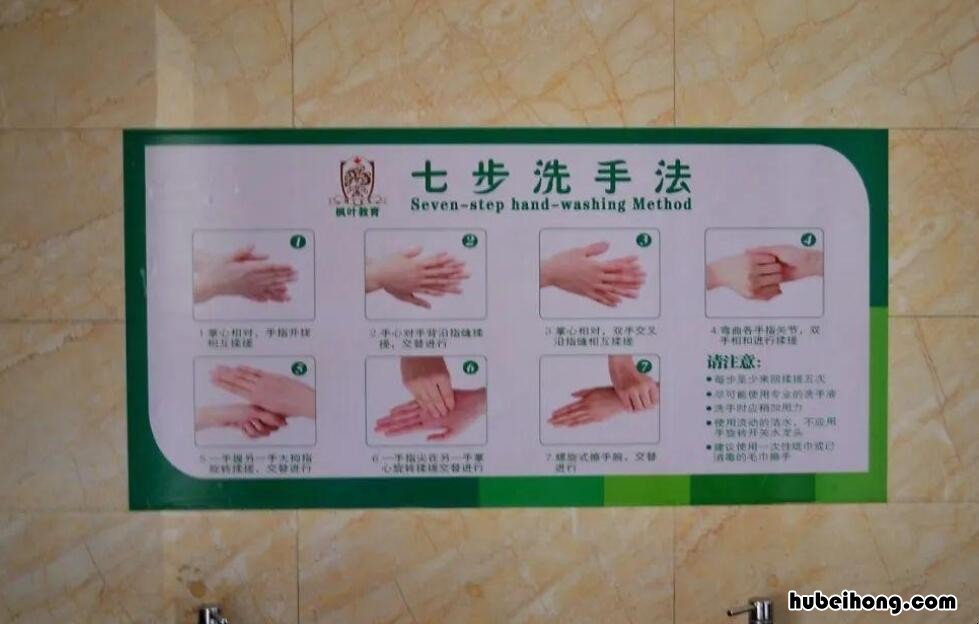 七步洗手法
Seven-step hand-washing Method
枫叶教育
1
2
3
4
1.掌心相对，手指并拢
相互揉搓
2.手心对手背沿指缝揉
搓，交替进行
3.掌心相对，双手交叉
沿指缝相互揉搓
4.弯曲各手指关节，双
手相和进行揉搓
5
6
7
5.一手握另一手大拇指
旋转揉搓，交替进行
6.一手指尖在另一手掌
心旋转揉搓交替进行
7.螺旋式擦手腕，交替
进行
请注意：
●每步至少来回揉搓五次
●尽可能使用专业的洗手液
●洗手时应稍加用力
●使用流动的洁水，不应用
手旋转开关水龙头
●建议使用一次性纸巾或已
消毒的毛巾擦手
hubeihong.com